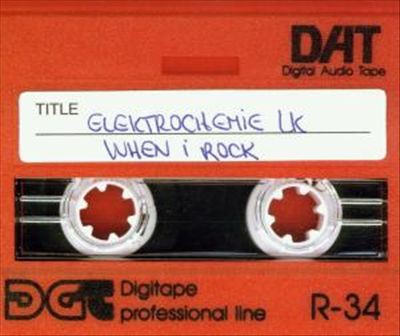 DAT
Digital Audio Tape
TITLE
ELEKTROCHEMIE LK
WHEN i ROCK
DGT Digitape
professional line
R-34